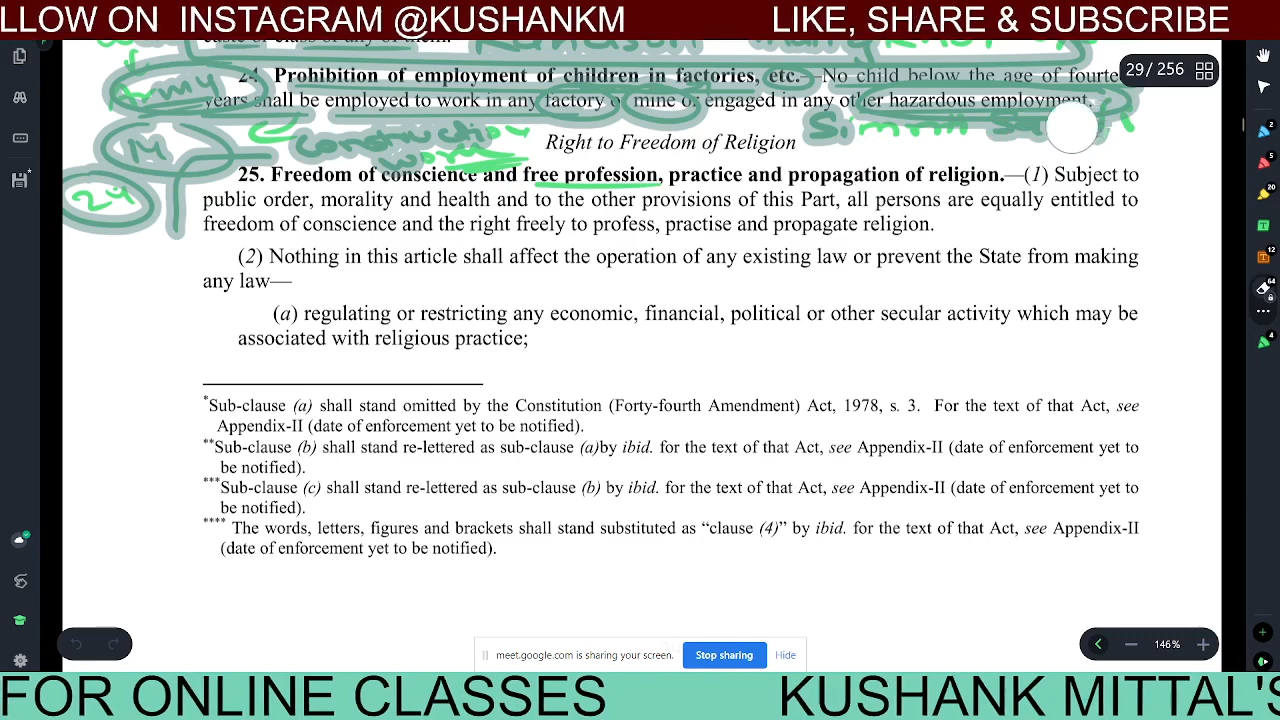 LLOW ON INSTAGRAM @KUSHANKM LIKE, SHARE & SUBSCRIBE
29 / 256
24. Prohibition of employment of children in factories, etc.—No child below the age of fourte
years shall be employed to work in any factory or mine or engaged in any other hazardous employment.
Army
construction
Right to Freedom of Religion
M
24
25. Freedom of conscience and free profession, practice and propagation of religion.—(1) Subject to
public order, morality and health and to the other provisions of this Part, all persons are equally entitled to
freedom of conscience and the right freely to profess, practise and propagate religion.
(2) Nothing in this article shall affect the operation of any existing law or prevent the State from making
any law—
(a) regulating or restricting any economic, financial, political or other secular activity which may be
associated with religious practice;
*Sub-clause (a) shall stand omitted by the Constitution (Forty-fourth Amendment) Act, 1978, s. 3. For the text of that Act, see
Appendix-II (date of enforcement yet to be notified).
**Sub-clause (b) shall stand re-lettered as sub-clause (a)by ibid. for the text of that Act, see Appendix-II (date of enforcement yet to
be notified).
***Sub-clause (c) shall stand re-lettered as sub-clause (b) by ibid. for the text of that Act, see Appendix-II (date of enforcement yet to
be notified).
**** The words, letters, figures and brackets shall stand substituted as “clause (4)” by ibid. for the text of that Act, see Appendix-II
(date of enforcement yet to be notified).
146%
meet.google.com is sharing your screen. Stop sharing Hide
FOR ONLINE CLASSES KUSHANK MITTAL'S